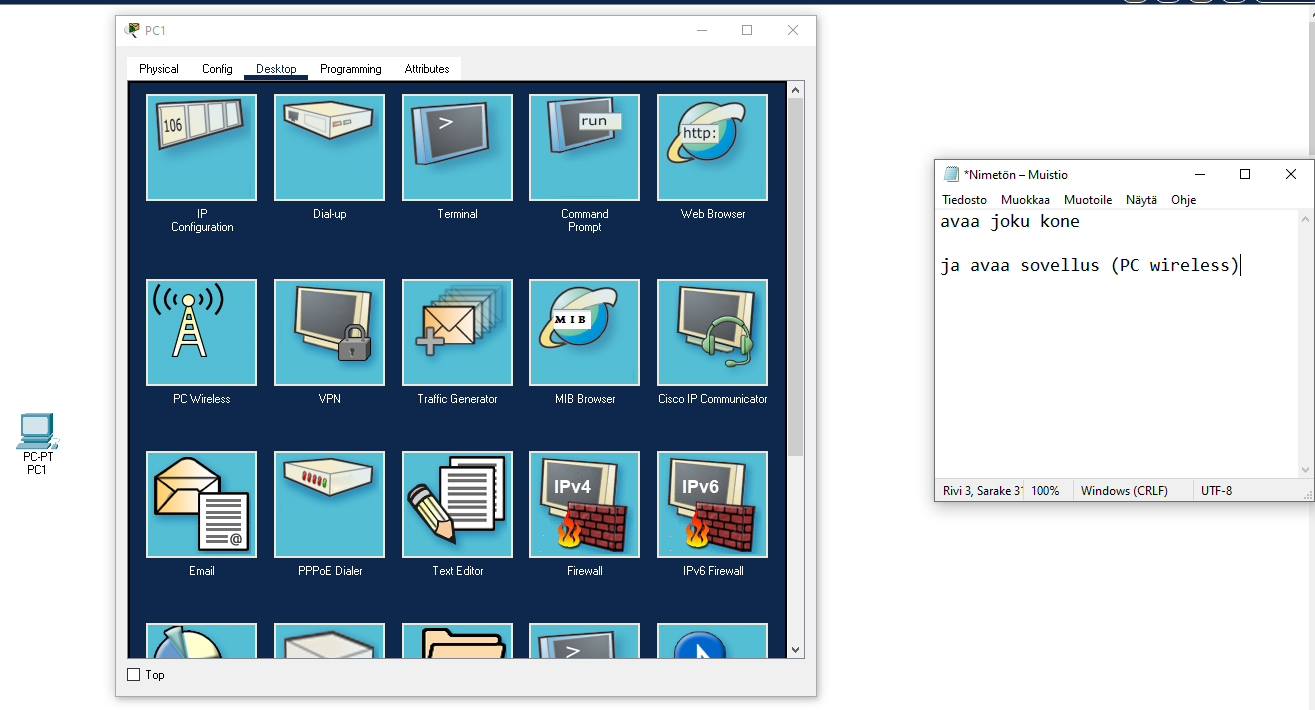 PC1
Physical Config Desktop Programming Attributes
106
>
run
http:
IP
Configuration
Dial-up
Terminal
Command
Prompt
Web Browser
MIB
PC Wireless
VPN
Traffic Generator
MIB Browser
Cisco IP Communicator
@
IPv4
IPv6
Email
PPPoE Dialer
Text Editor
Firewall
IPv6 Firewall
>
Top
PC-PT
PC1
*Nimetön – Muistio
Tiedosto Muokkaa Muotoile Näytä Ohje
avaa joku kone
ja avaa sovellus (PC wireless)
Rivi 3, Sarake 31 100% Windows (CRLF) UTF-8